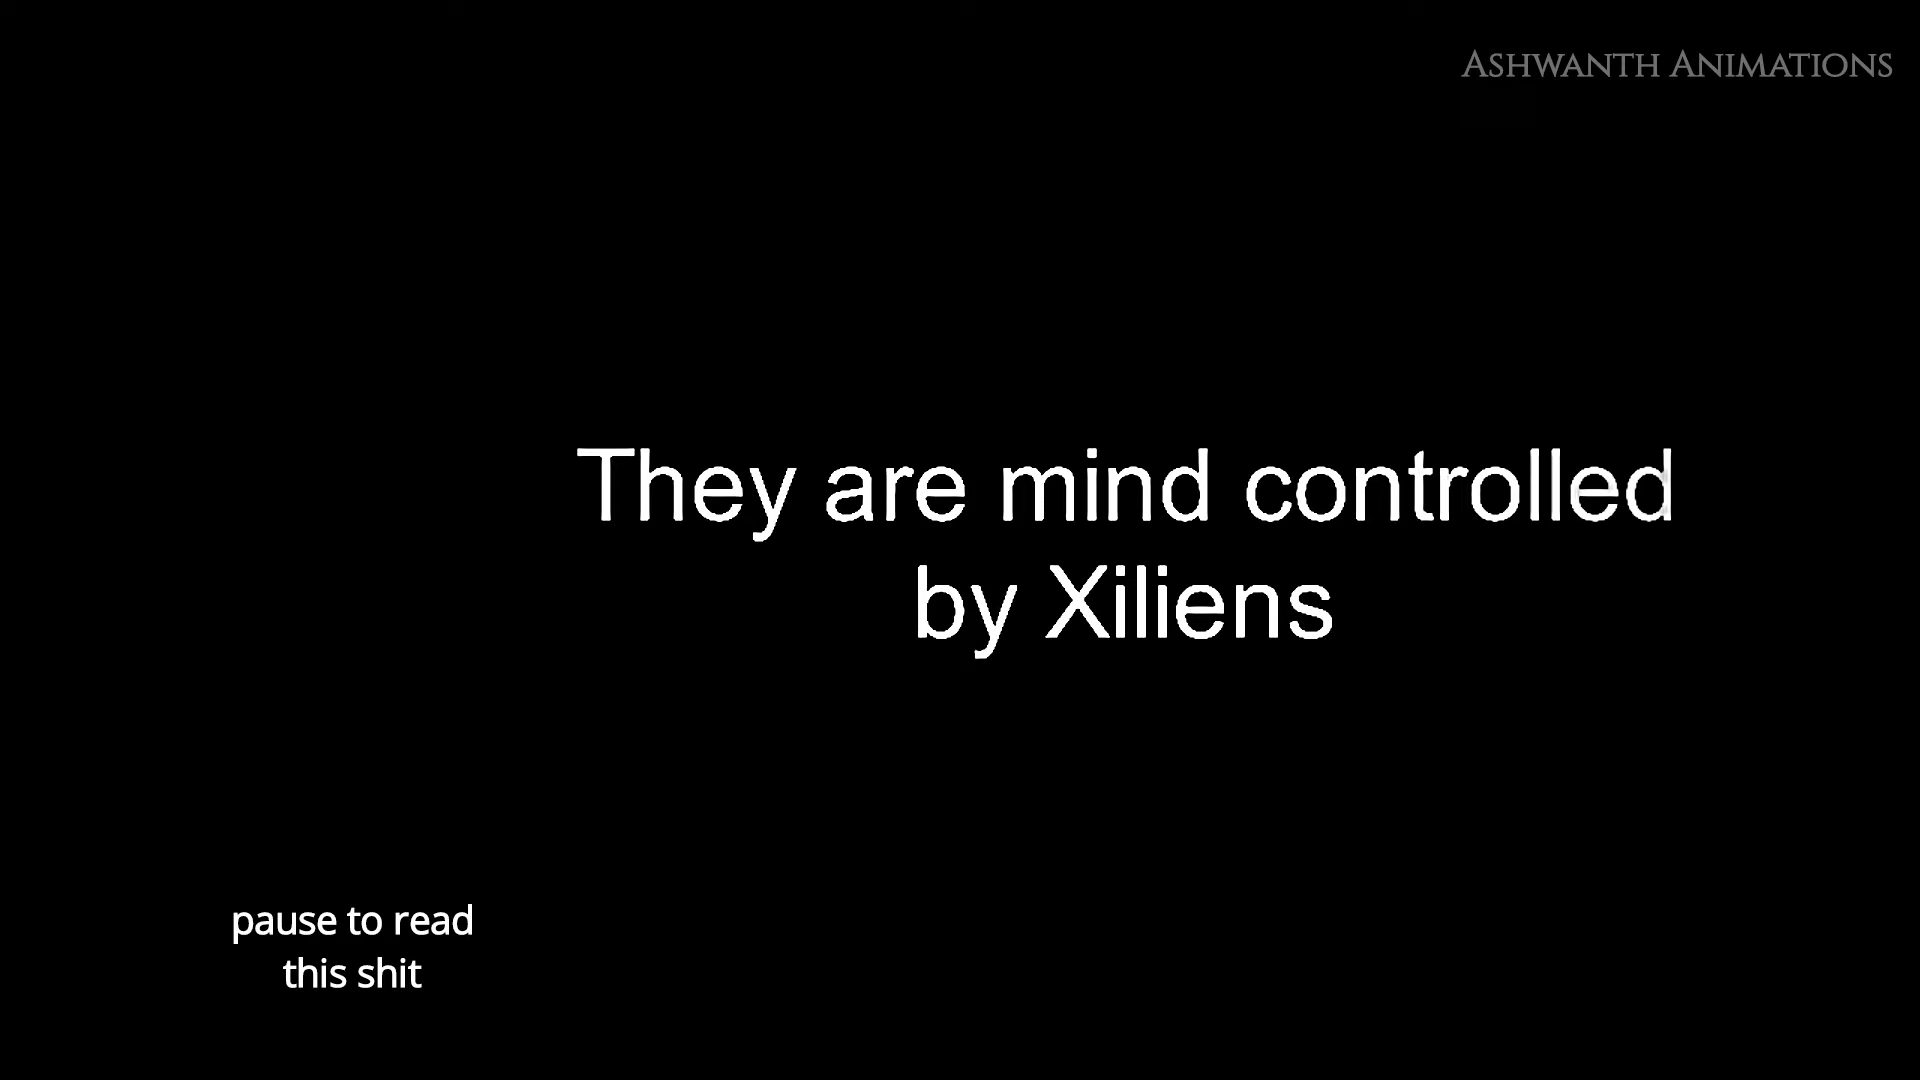 ASHWANTH ANIMATIONS
They are mind controlled
by Xiliens
pause to read
this shit